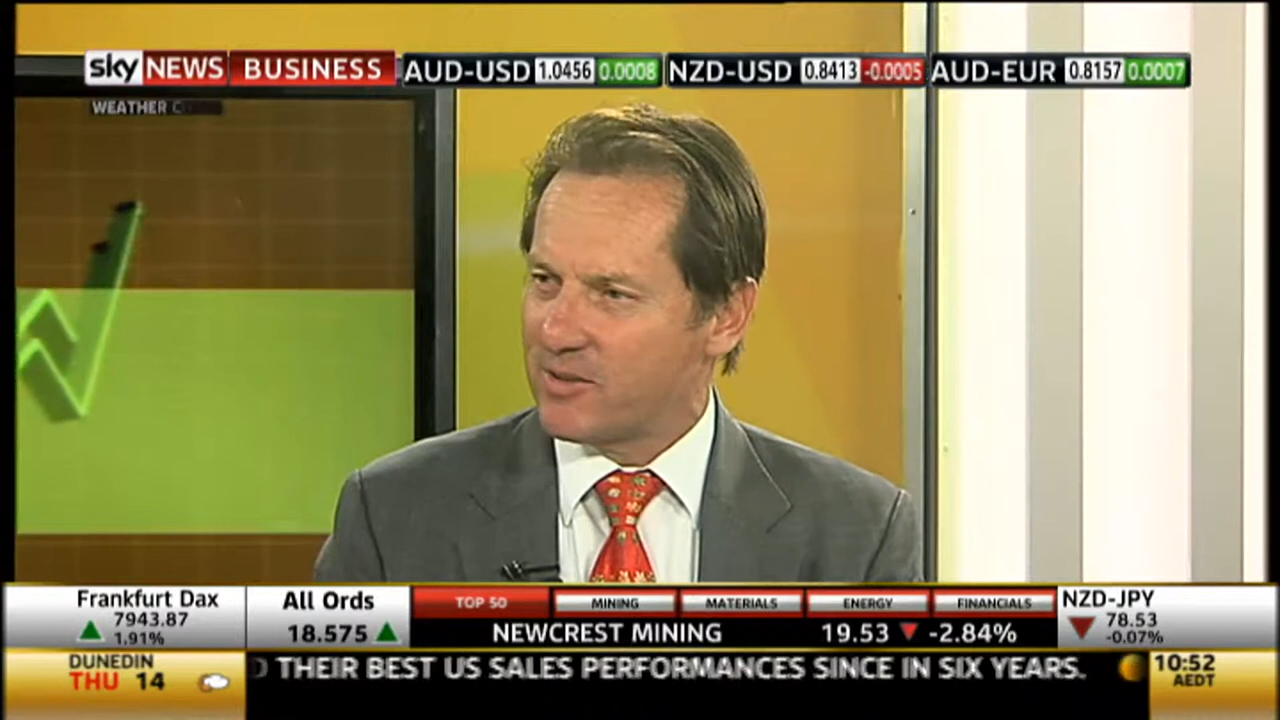 sky NEWS BUSINESS AUD-USD 1.0456 0.0008 NZD-USD 0.8413 -0.0005 AUD-EUR 0.8157 0.0007
WEATHER C
Frankfurt Dax
7943.87
1.91%
All Ords
18.575
TOP 50 MINING MATERIALS ENERGY FINANCIALS
NEWCREST MINING 19.53 -2.84%
NZD-JPY
78.53
-0.07%
DUNEDIN
THU 14
THEIR BEST US SALES PERFORMANCES SINCE IN SIX YEARS.
10:52
AEDT